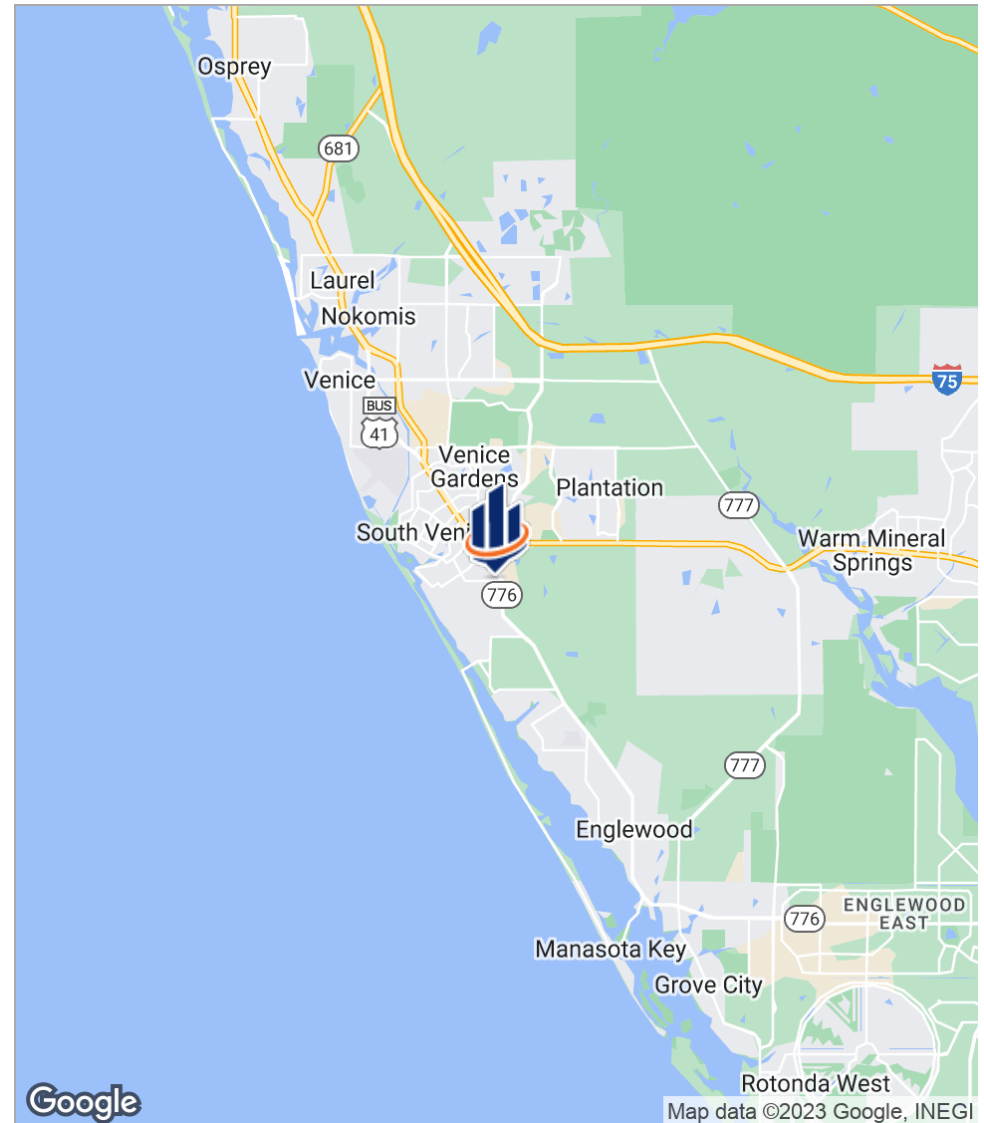 Osprey
681
Laurel
Nokomis
Venice
BUS
41
75
Venice
Gardens
Plantation
777
South Veni
Warm Mineral
Springs
776
777
Englewood
776
ENGLEWOOD
EAST
Manasota Key
Grove City
Rotonda West
Google
Map data ©2023 Google, INEGI